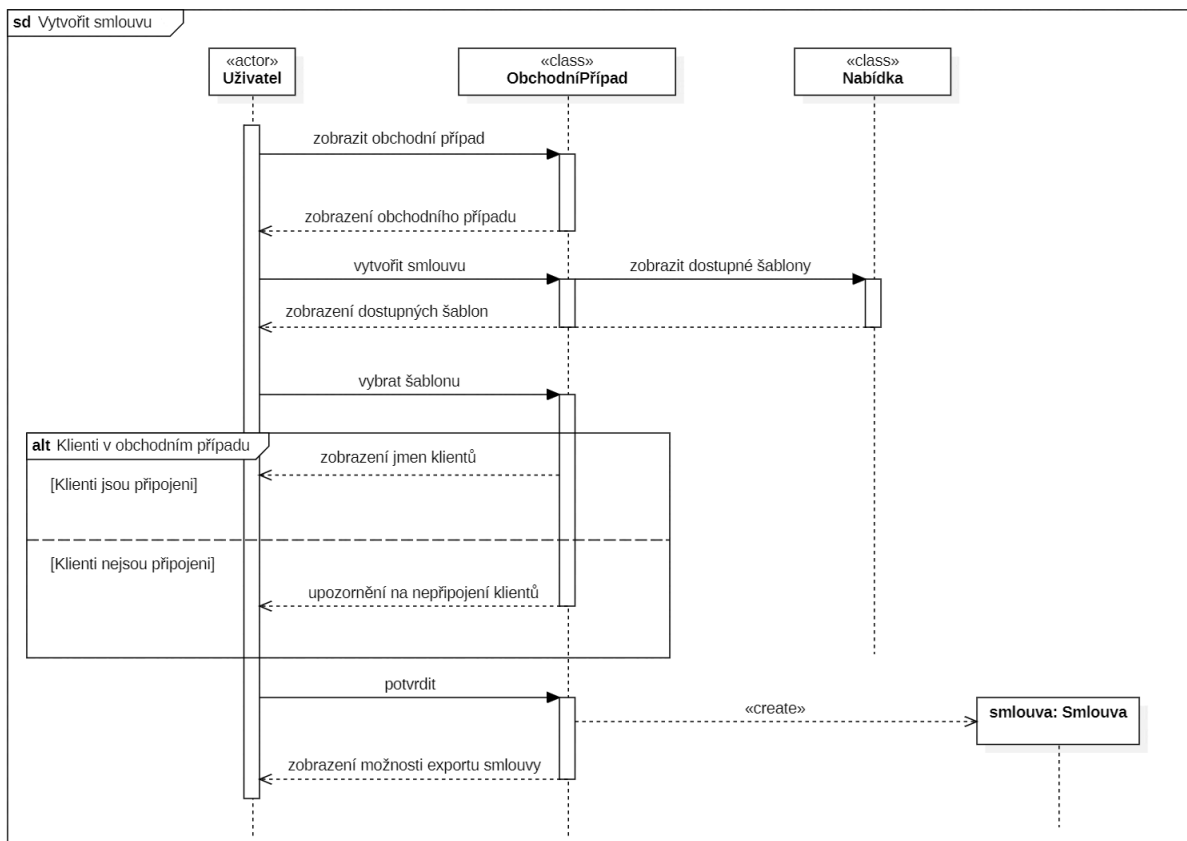 sd Vytvořit smlouvu
«actor»
Uživatel
«class»
ObchodníPřípad
«class»
Nabídka
zobrazit obchodní případ
zobrazení obchodního případu
vytvořit smlouvu
zobrazit dostupné šablony
zobrazení dostupných šablon
vybrat šablonu
alt Klienti v obchodním případu
zobrazení jmen klientů
[Klienti jsou připojeni]
[Klienti nejsou připojeni]
upozornění na nepřipojení klientů
potvrdit
«create»
smlouva: Smlouva
zobrazení možnosti exportu smlouvy